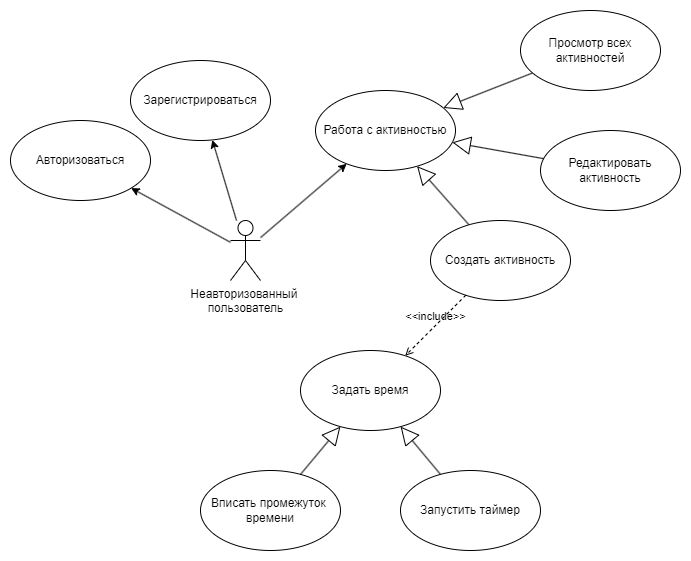 Просмотр всех
активностей
Зарегистрироваться
Работа с активностью
Авторизоваться
Редактировать
активность
Неавторизованный
пользователь
Создать активность
<<include>>
Задать время
Вписать промежуток
времени
Запустить таймер